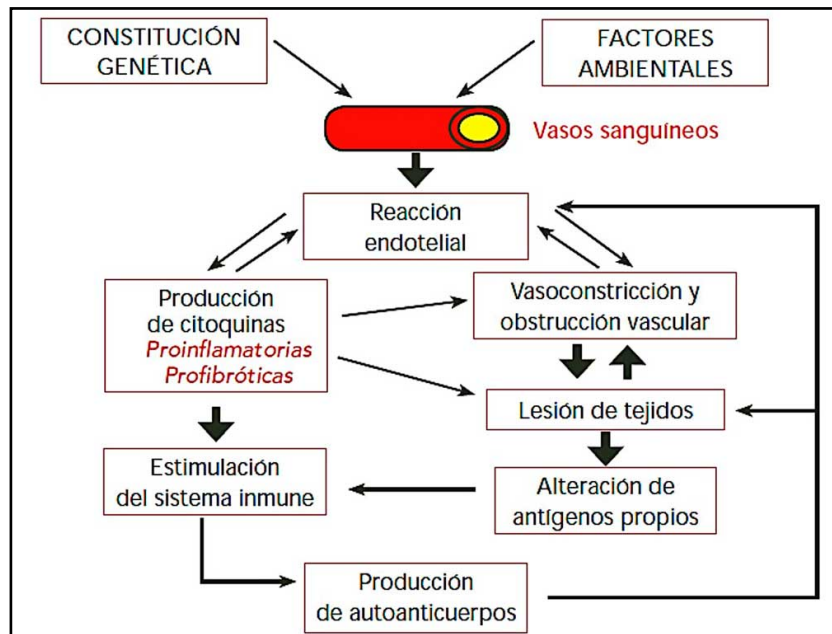 CONSTITUCIÓN
GENÉTICA
FACTORES
AMBIENTALES
Vasos sanguíneos
Reacción
endotelial
Producción
de citoquinas
Proinflamatorias
Profibróticas
Vasoconstricción y
obstrucción vascular
Lesión de tejidos
Estimulación
del sistema inmune
Alteración de
antígenos propios
Producción
de autoanticuerpos